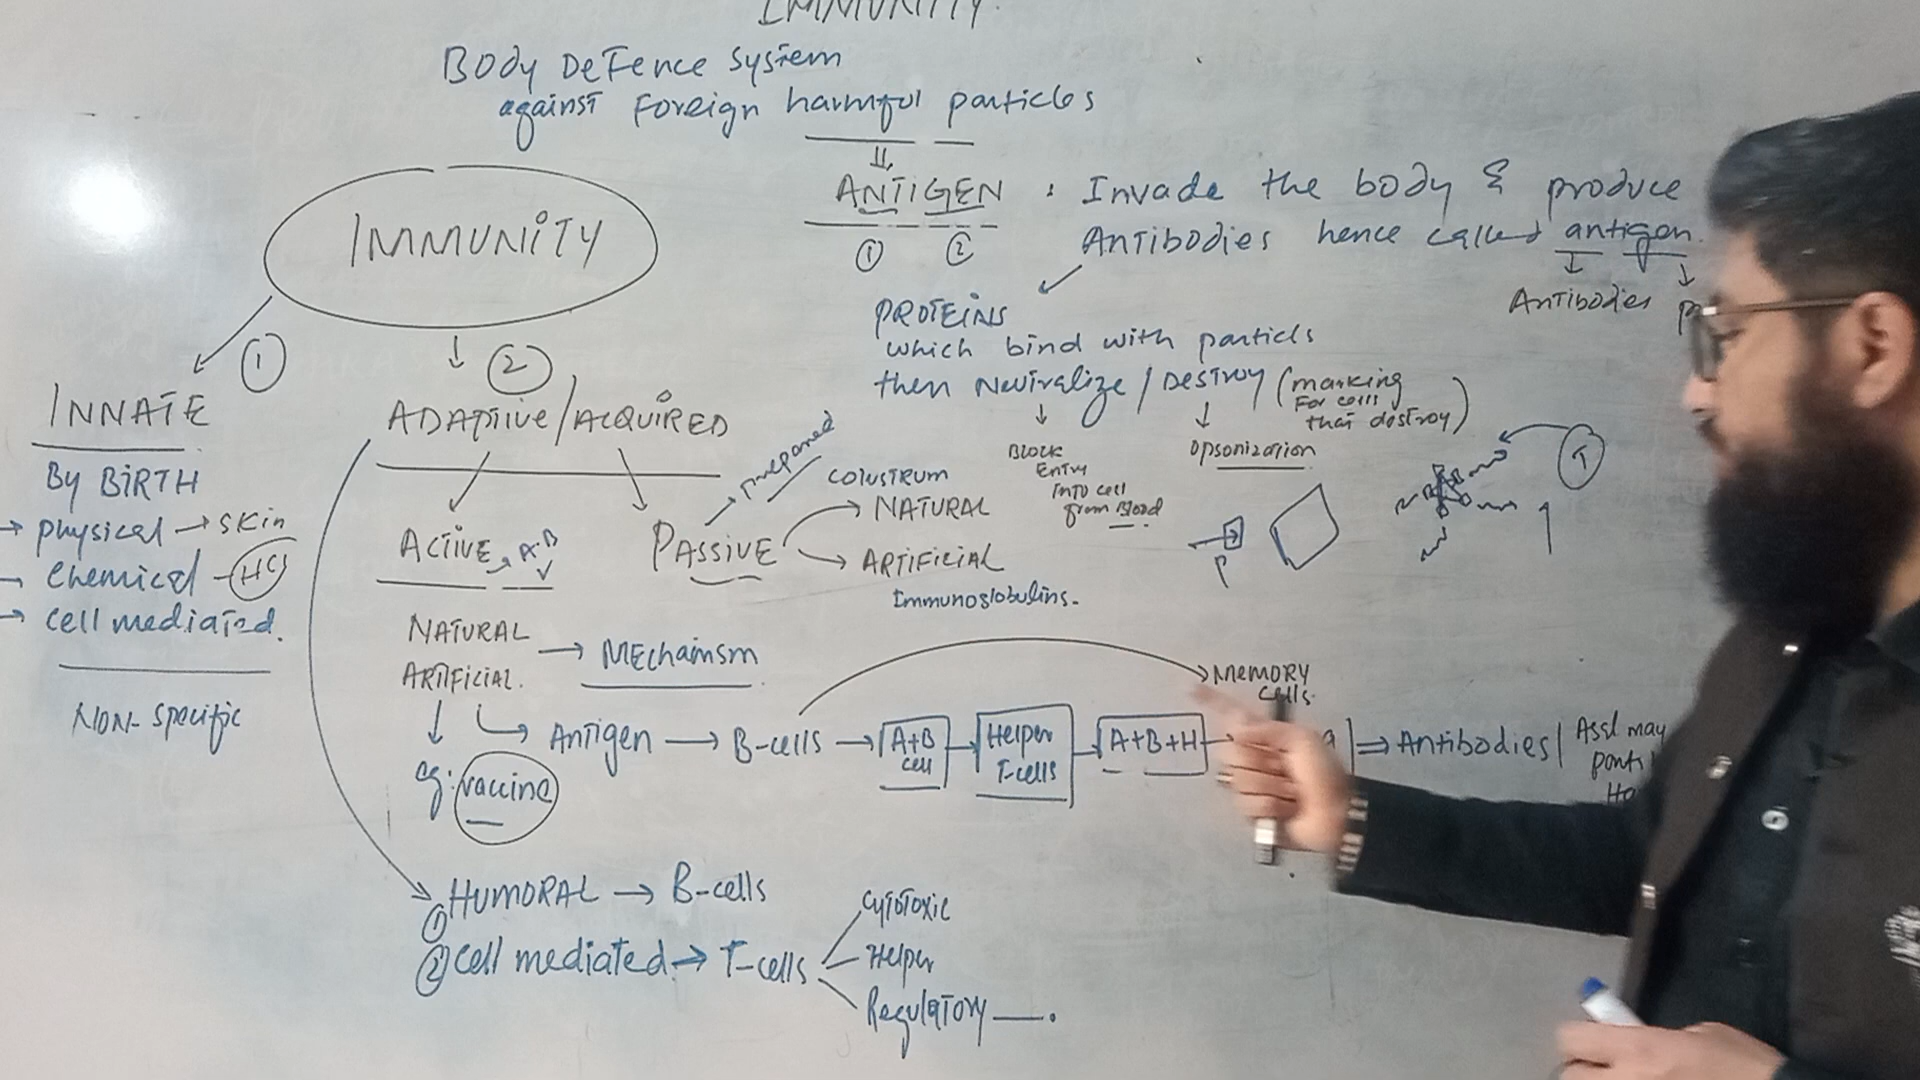 IMMUNITY
Body Defence system
against Foreign harmful particles
ANTIGEN : Invade the body & produce
① ② Antibodies hence called antigen.
Antibodies
PROTEINS
which bind with particls
then Neutralize / Destroy (marking
For cells
that destroy)
Block
Entry
Into cell
from Blood
opsonization
T
P
IMMUNITY
① ②
INNATE
By BIRTH
→ physical → skin
→ chemical - HCl
→ cell mediated.
NON-specific
ADAPTIVE/ACQUIRED
ACTIVE → A.B
PASSIVE → prepared
COLUSTRUM
NATURAL
ARTIFICIAL
Immunoglobulins.
NATURAL
ARTIFICIAL.
→ MEchainsm
eg: vaccine
Antigen → B-cells → A+B cell → Helper T-cells → A+B+H →
MEMORY
cells.
⇒ Antibodies
may
① HUMORAL → B-cells
② cell mediated → T-cells
cytotoxic
Helper
Regulatory